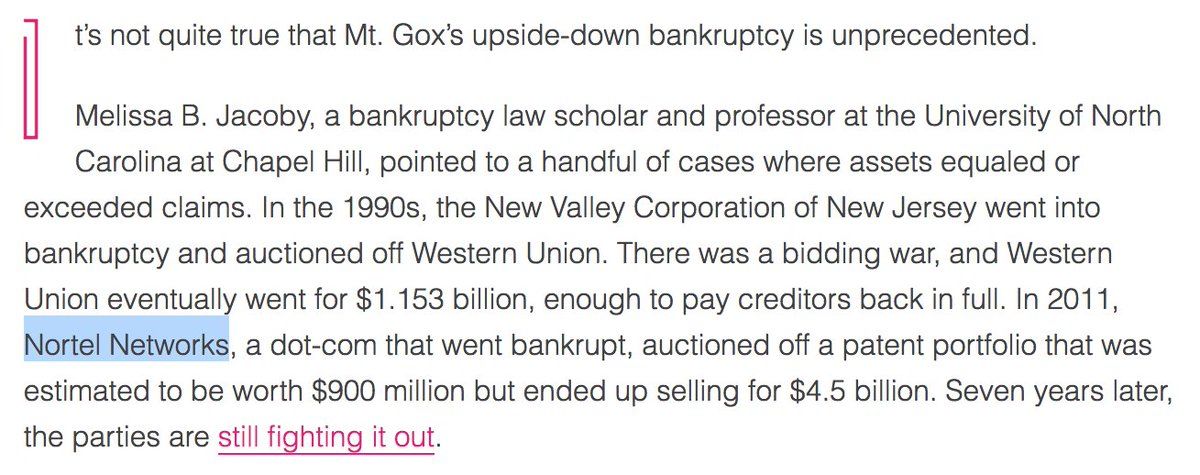 It's not quite true that Mt. Gox's upside-down bankruptcy is unprecedented.
Melissa B. Jacoby, a bankruptcy law scholar and professor at the University of North
Carolina at Chapel Hill, pointed to a handful of cases where assets equaled or
exceeded claims. In the 1990s, the New Valley Corporation of New Jersey went into
bankruptcy and auctioned off Western Union. There was a bidding war, and Western
Union eventually went for $1.153 billion, enough to pay creditors back in full. In 2011,
Nortel Networks, a dot-com that went bankrupt, auctioned off a patent portfolio that was
estimated to be worth $900 million but ended up selling for $4.5 billion. Seven years later,
the parties are still fighting it out.